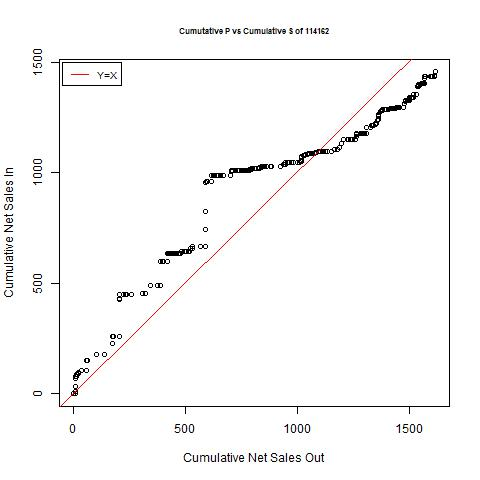 Cumutative P vs Cumulative S of 114162
Y=X
Cumulative Net Sales In
1500
1000
500
0
0 500 1000 1500
Cumulative Net Sales Out